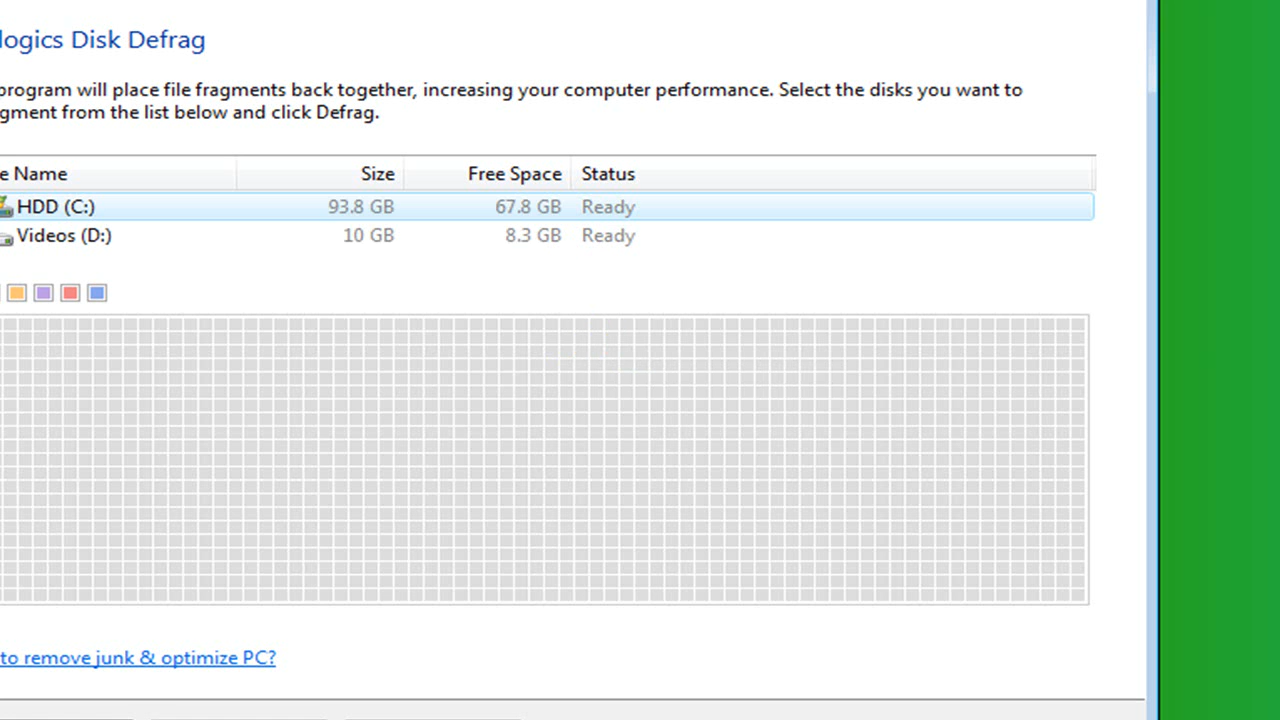 logics Disk Defrag
program will place file fragments back together, increasing your computer performance. Select the disks you want to
gment from the list below and click Defrag.
e Name Size Free Space Status
HDD (C:) 93.8 GB 67.8 GB Ready
Videos (D:) 10 GB 8.3 GB Ready
to remove junk & optimize PC?